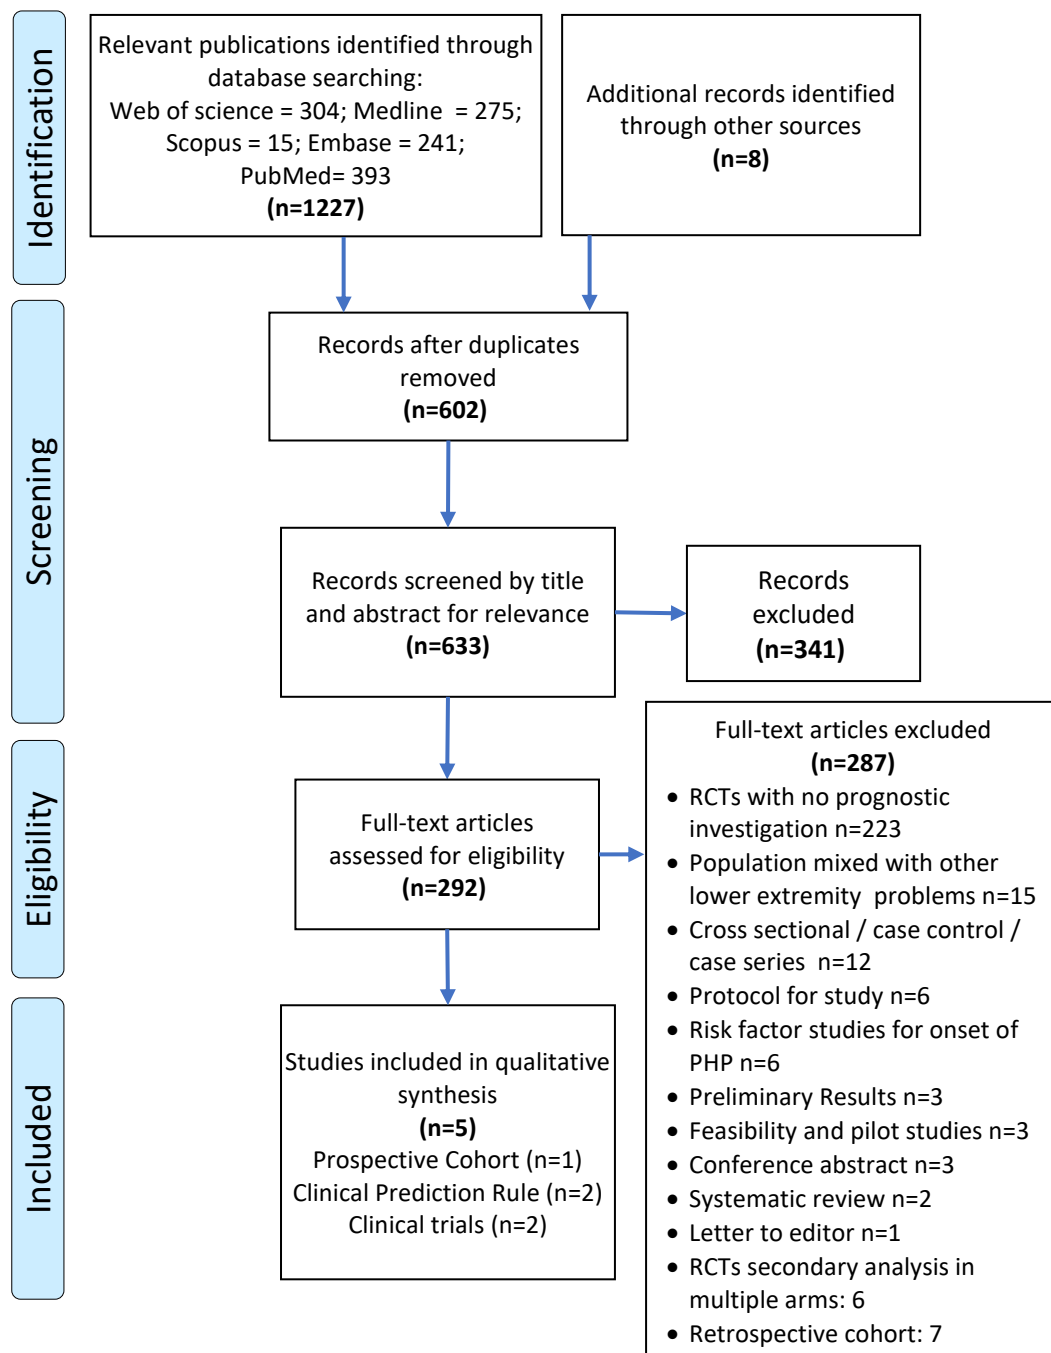 Identification
Relevant publications identified through
database searching:
Web of science = 304; Medline = 275;
Scopus = 15; Embase = 241;
PubMed= 393
(n=1227)
Additional records identified
through other sources
(n=8)
Screening
Records after duplicates
removed
(n=602)
Records screened by title
and abstract for relevance
(n=633)
Records
excluded
(n=341)
Eligibility
Full-text articles
assessed for eligibility
(n=292)
Full-text articles excluded
(n=287)
• RCTs with no prognostic
investigation n=223
• Population mixed with other
lower extremity problems n=15
• Cross sectional / case control /
case series n=12
• Protocol for study n=6
• Risk factor studies for onset of
PHP n=6
• Preliminary Results n=3
• Feasibility and pilot studies n=3
• Conference abstract n=3
• Systematic review n=2
• Letter to editor n=1
• RCTs secondary analysis in
multiple arms: 6
• Retrospective cohort: 7
Included
Studies included in qualitative
synthesis
(n=5)
Prospective Cohort (n=1)
Clinical Prediction Rule (n=2)
Clinical trials (n=2)